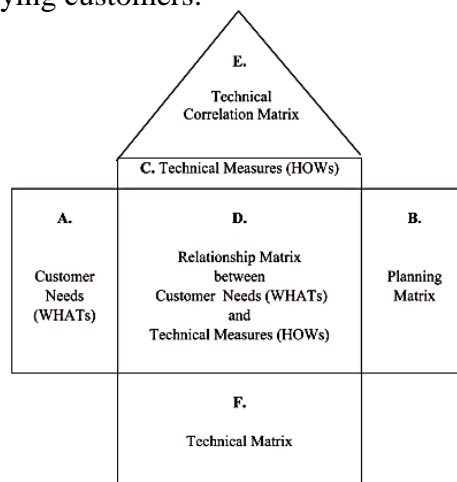 ying customers.
E.
Technical
Correlation Matrix
C. Technical Measures (HOWs)
A.
Customer
Needs
(WHATs)
D.
Relationship Matrix
between
Customer Needs (WHATs)
and
Technical Measures (HOWs)
B.
Planning
Matrix
F.
Technical Matrix